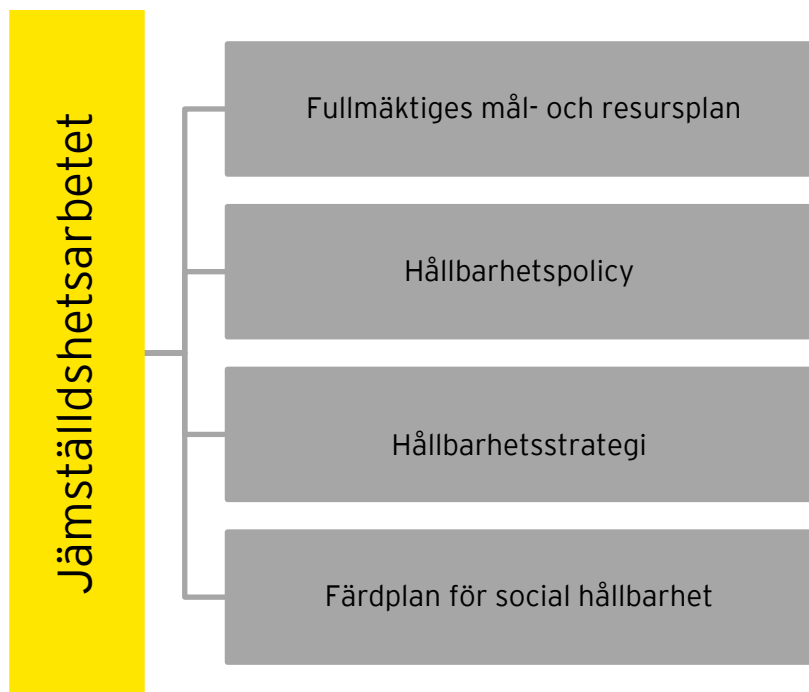 Jämställdshetsarbetet
Fullmäktiges mål- och resursplan
Hållbarhetspolicy
Hållbarhetsstrategi
Färdplan för social hållbarhet